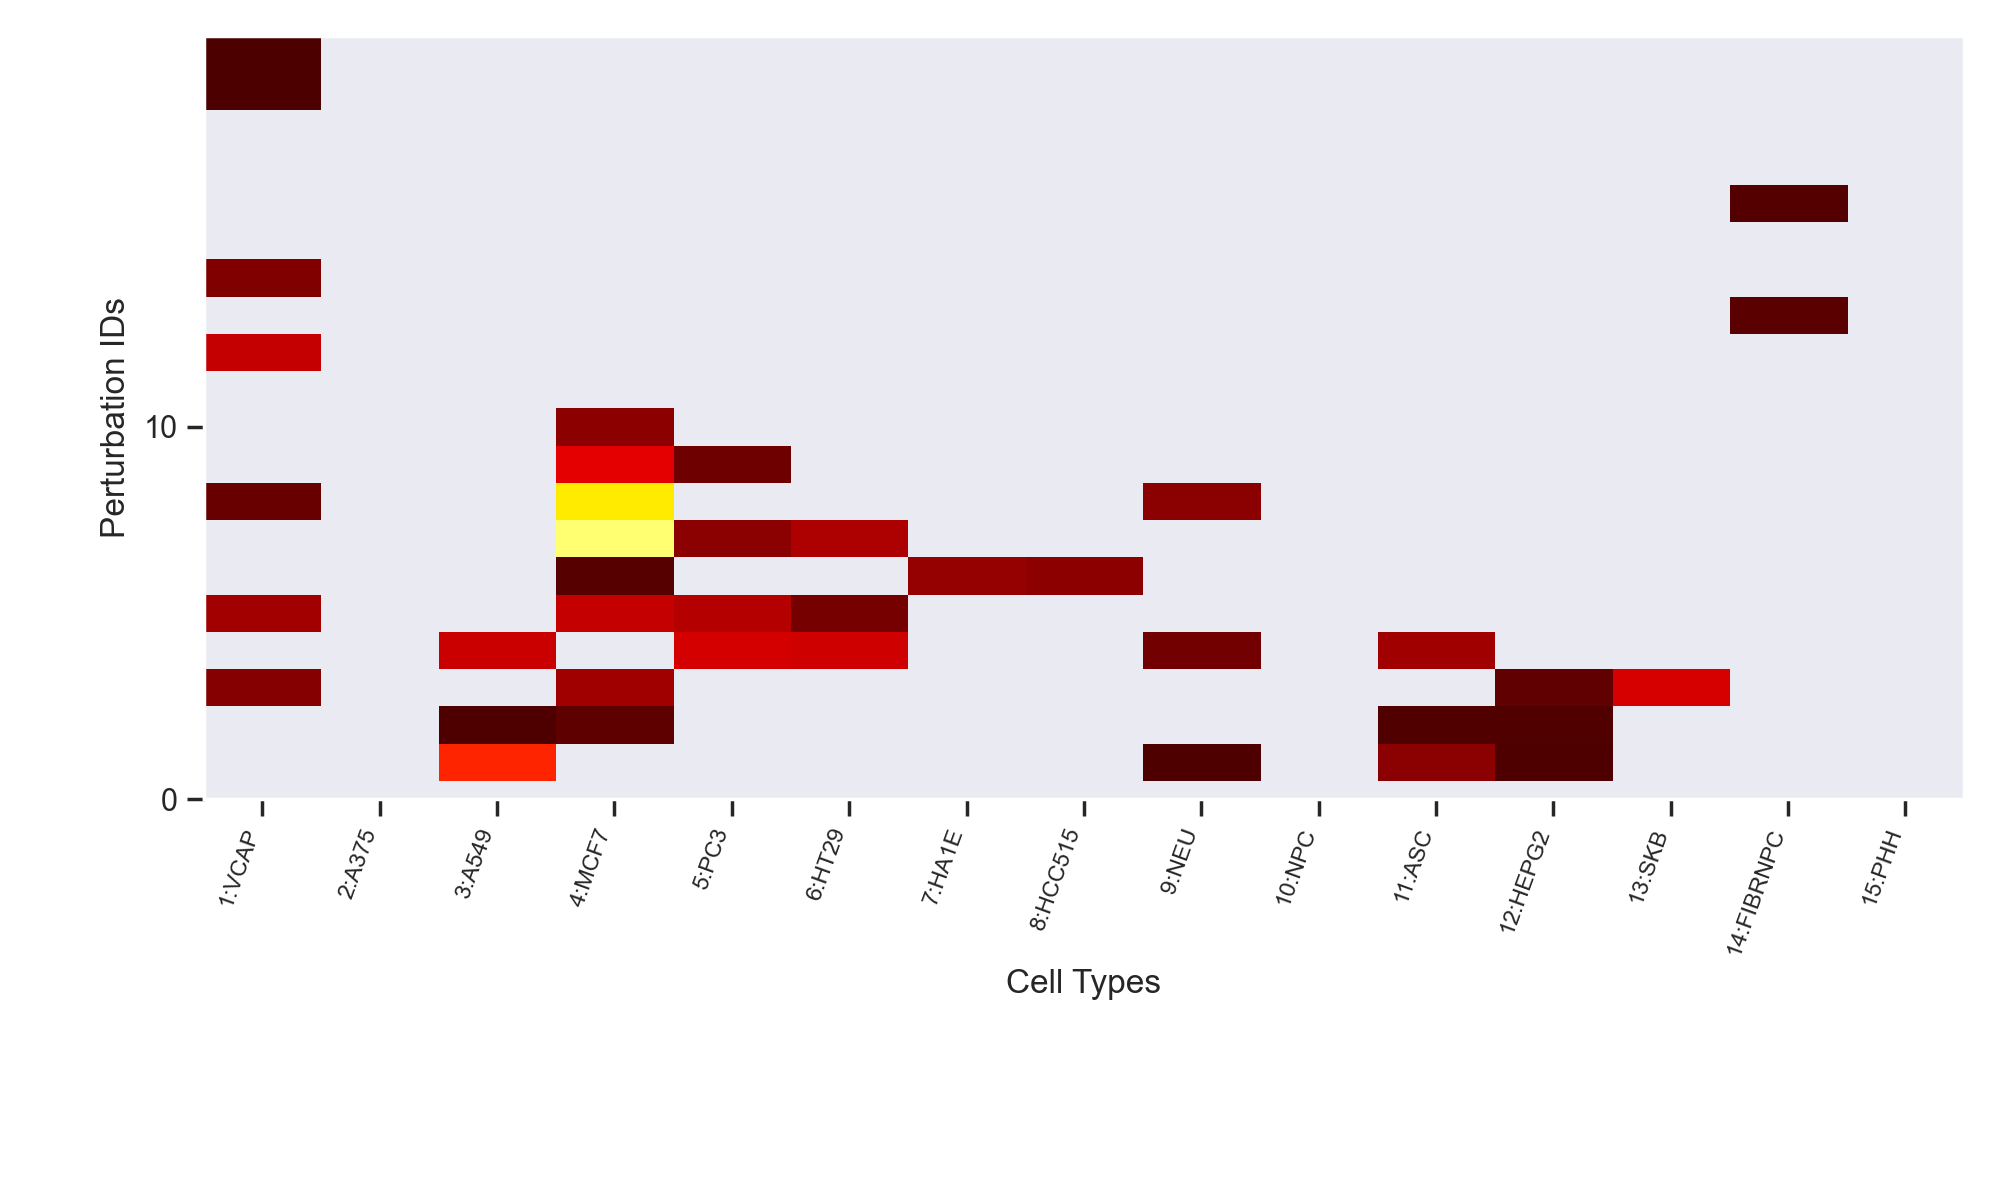 Perturbation IDs
10
0
1:VCAP
2:A375
3:A549
4:MCF7
5:PC3
6:HT29
7:HA1E
8:HCC515
9:NEU
10:NPC
11:ASC
12:HEPG2
13:SKB
14:FIBRNPC
15:PHH
Cell Types